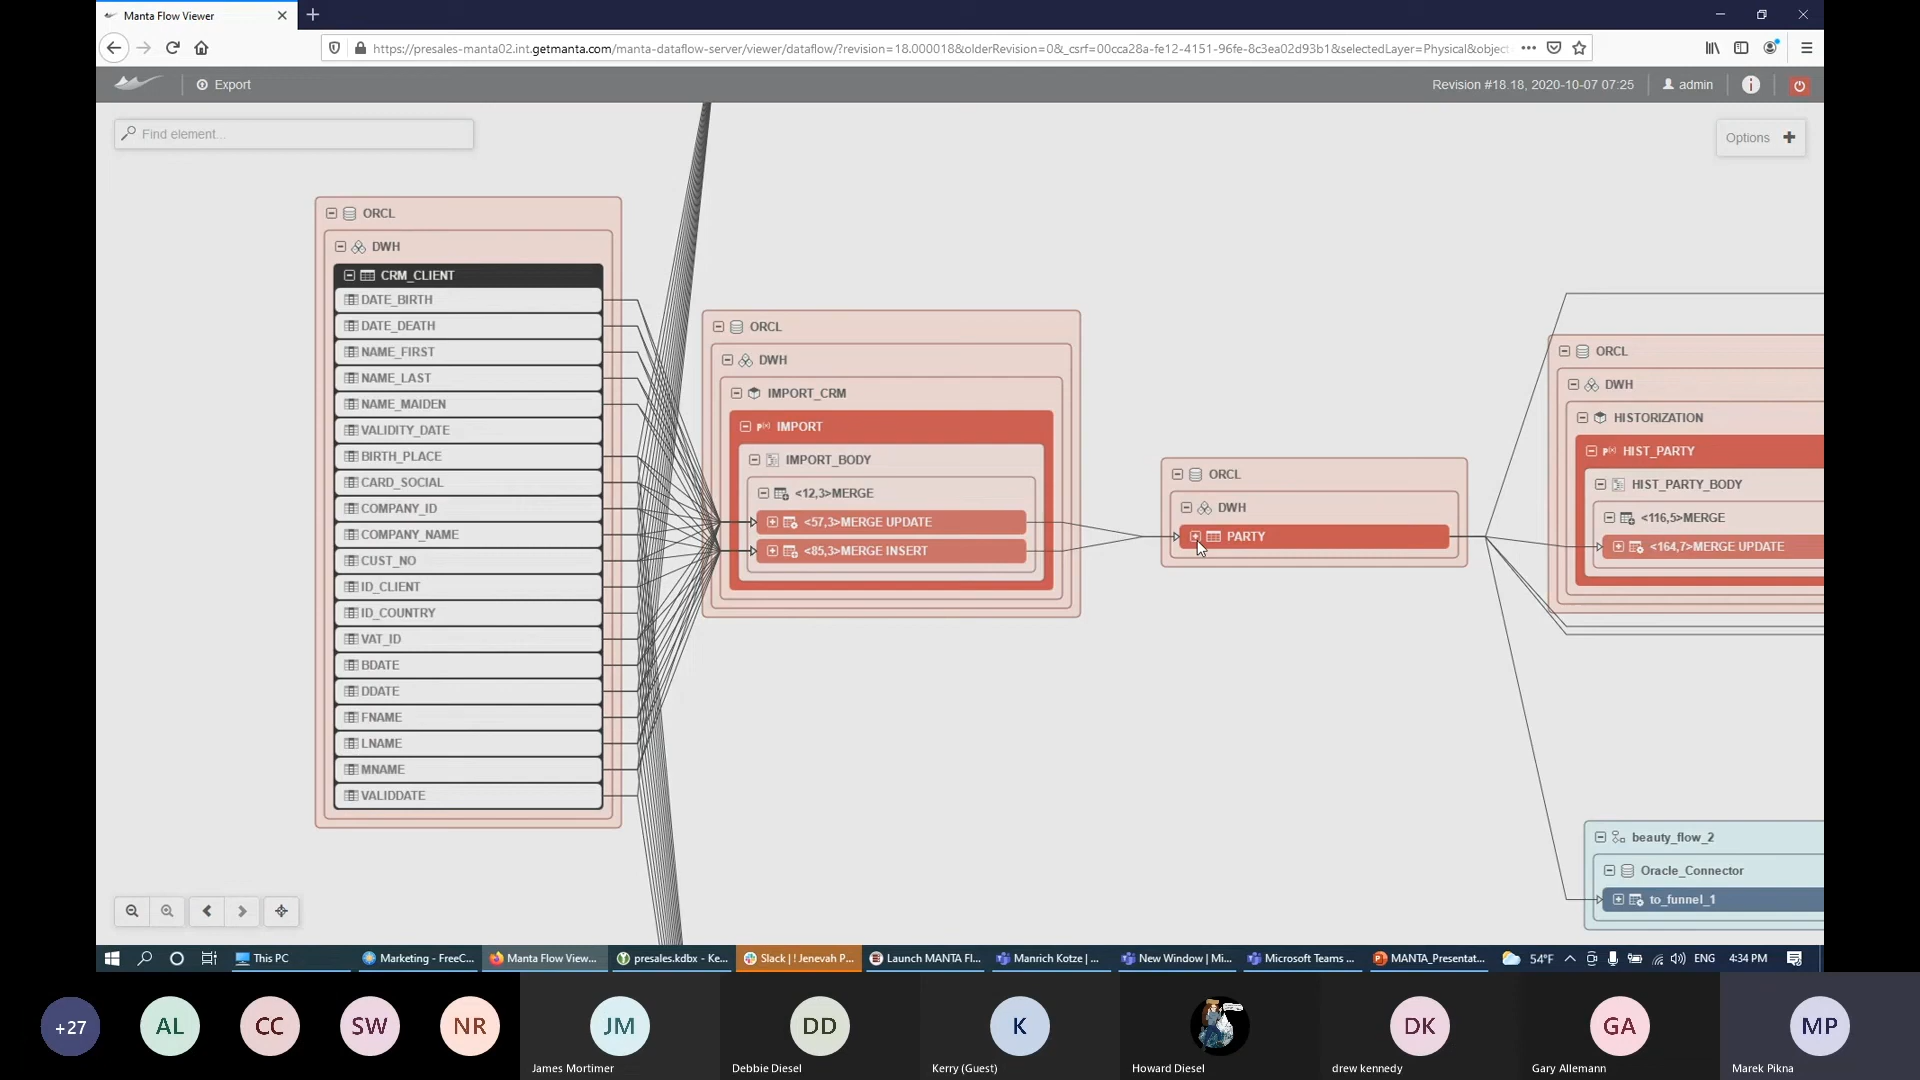 Manta Flow Viewer
https://presales-manta02.int.getmanta.com/manta-dataflow-server/viewer/dataflow/?revision=18.000018&olderRevision=0&_csrf=00cca28a-fe12-4151-96fe-8c3ea02d93b1&selectedLayer=Physical&object
Export
Revision #18.18, 2020-10-07 07:25
admin
Find element...
Options
ORCL
DWH
CRM_CLIENT
DATE_BIRTH
DATE_DEATH
NAME_FIRST
NAME_LAST
NAME_MAIDEN
VALIDITY_DATE
BIRTH_PLACE
CARD_SOCIAL
COMPANY_ID
COMPANY_NAME
CUST_NO
ID_CLIENT
ID_COUNTRY
VAT_ID
BDATE
DDATE
FNAME
LNAME
MNAME
VALIDDATE
ORCL
DWH
IMPORT_CRM
IMPORT
IMPORT_BODY
<12,3>MERGE
<57,3>MERGE UPDATE
<85,3>MERGE INSERT
ORCL
DWH
PARTY
ORCL
DWH
HISTORIZATION
HIST_PARTY
HIST_PARTY_BODY
<116,5>MERGE
<164,7>MERGE UPDATE
beauty_flow_2
Oracle_Connector
to_funnel_1
This PC
Marketing - FreeC...
Manta Flow View...
presales.kdbx - Ke...
Slack | ! Jenevah P...
Launch MANTA Fl...
Manrich Kotze | ...
New Window | Mi...
Microsoft Teams ...
MANTA_Presentat...
54°F
ENG
4:34 PM
+27
AL
CC
SW
NR
JM
James Mortimer
DD
Debbie Diesel
K
Kerry (Guest)
Howard Diesel
DK
drew kennedy
GA
Gary Allemann
MP
Marek Pikna